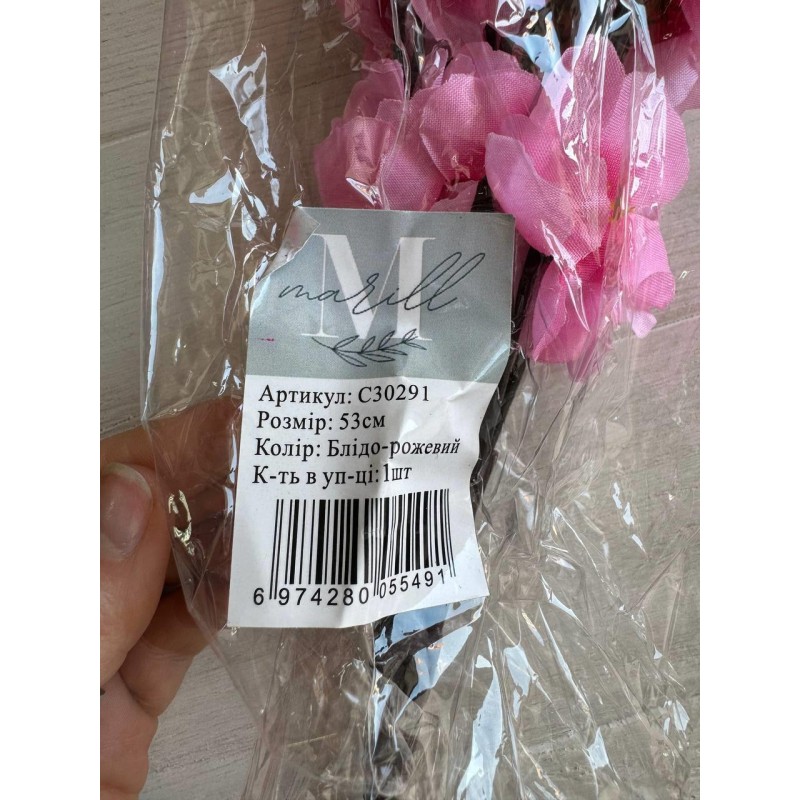 M
marill
Артикул: C30291
Розмір: 53см
Колір: Блідо-рожевий
К-ть в уп-ці: 1шт
6 974280 055491